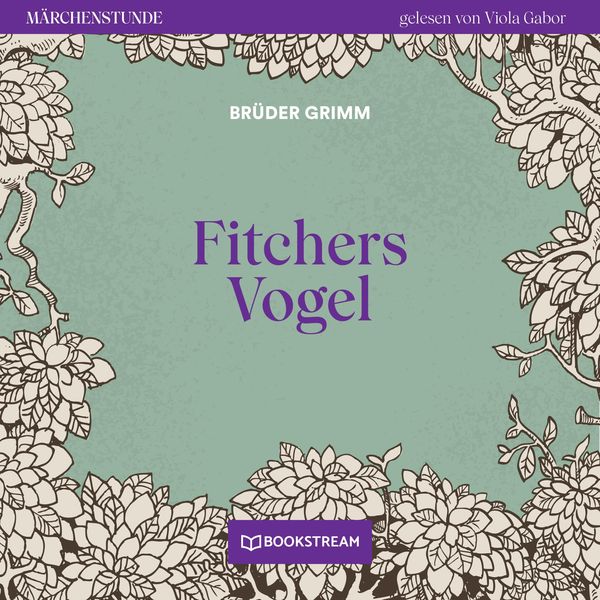 MÄRCHENSTUNDE
gelesen von Viola Gabor
BRÜDER GRIMM
Fitchers
Vogel
BOOKSTREAM